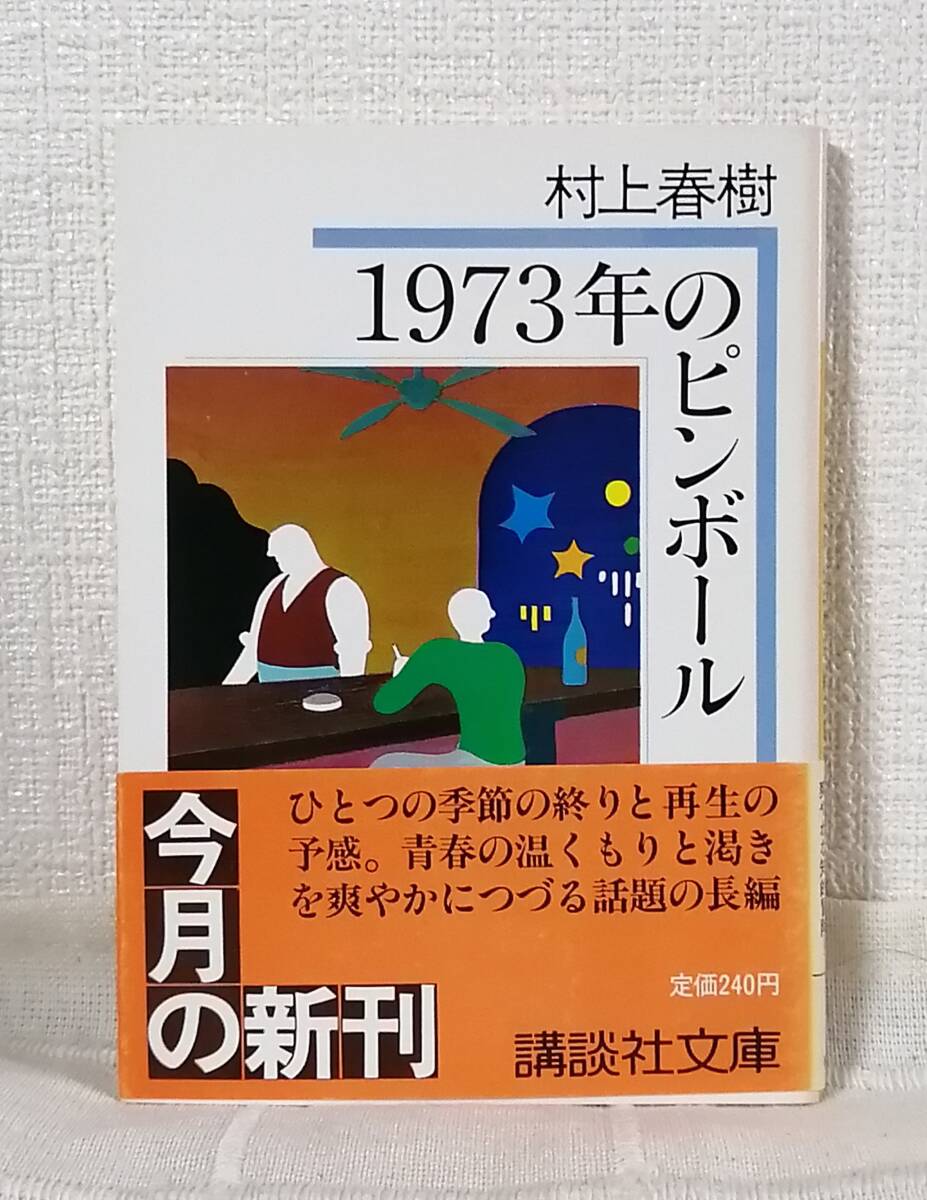 村上春樹
1973年のピンボール
ひとつの季節の終りと再生の
予感。青春の温くもりと渇き
を爽やかにつづる話題の長編
今月の新刊
定価240円
講談社文庫